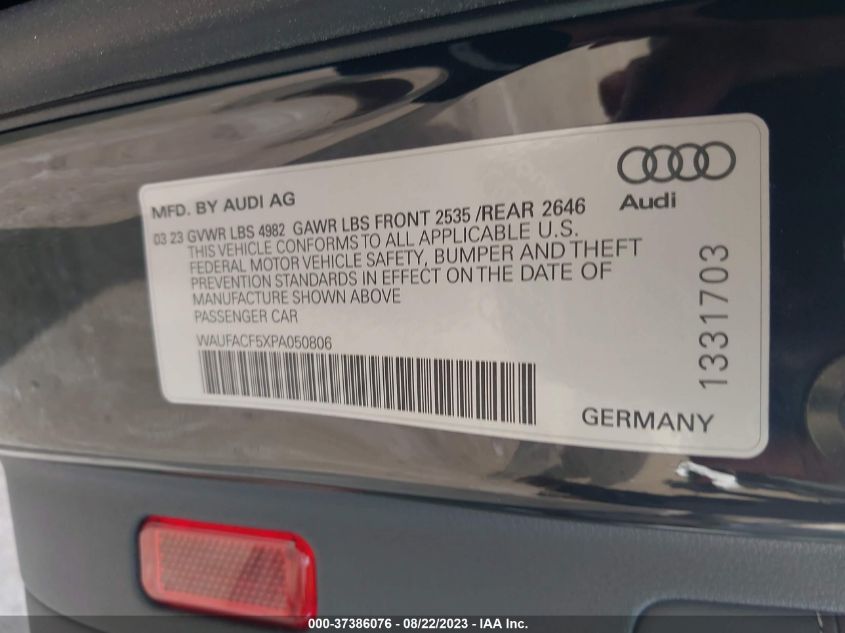 MFD. BY AUDI AG
Audi
03 23 GVWR LBS 4982 GAWR LBS FRONT 2535 /REAR 2646
THIS VEHICLE CONFORMS TO ALL APPLICABLE U.S.
FEDERAL MOTOR VEHICLE SAFETY, BUMPER AND THEFT
PREVENTION STANDARDS IN EFFECT ON THE DATE OF
MANUFACTURE SHOWN ABOVE
PASSENGER CAR
WAUFACF5XPA050806
1331703
GERMANY
000-37386076 - 08/22/2023 - IAA Inc.